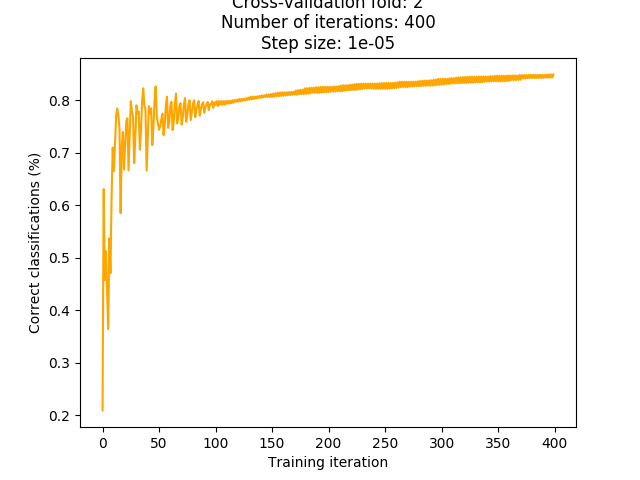 Cross-validation fold: 2
Number of iterations: 400
Step size: 1e-05
Correct classifications (%)
0.8
0.7
0.6
0.5
0.4
0.3
0.2
0 50 100 150 200 250 300 350 400
Training iteration